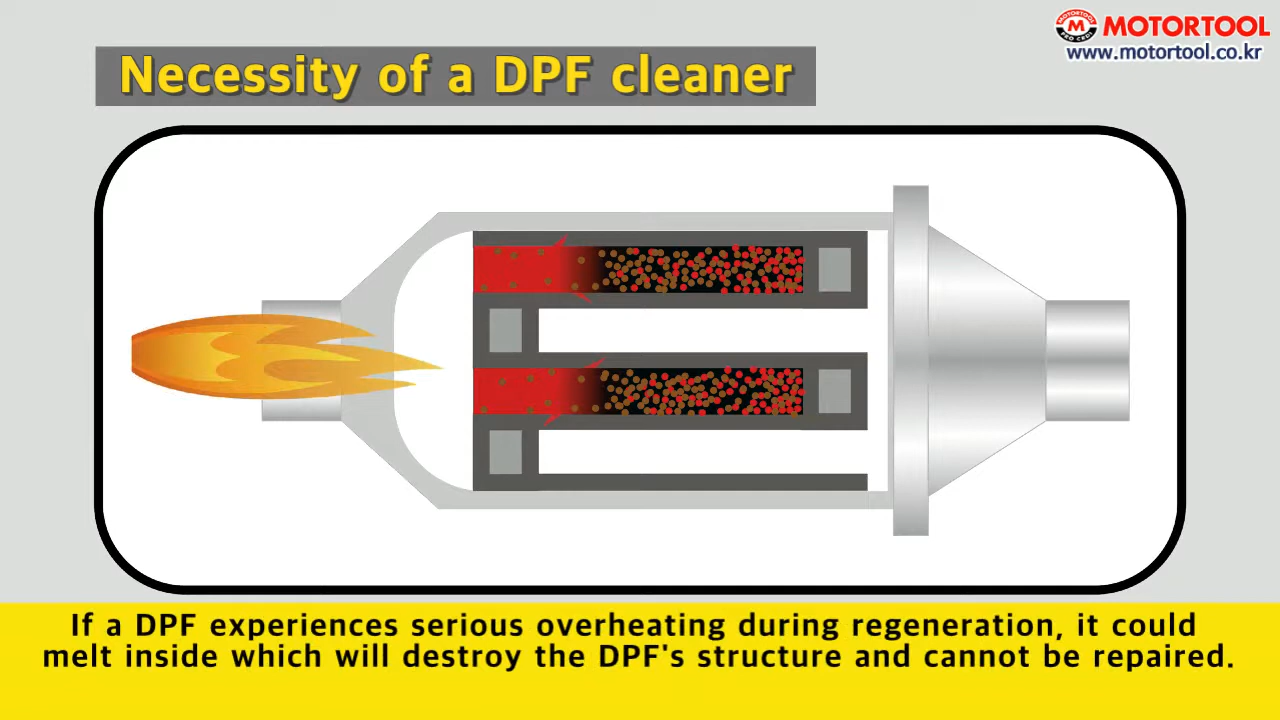 MOTORTOOL
www.motortool.co.kr
Necessity of a DPF cleaner
If a DPF experiences serious overheating during regeneration, it could
melt inside which will destroy the DPF's structure and cannot be repaired.